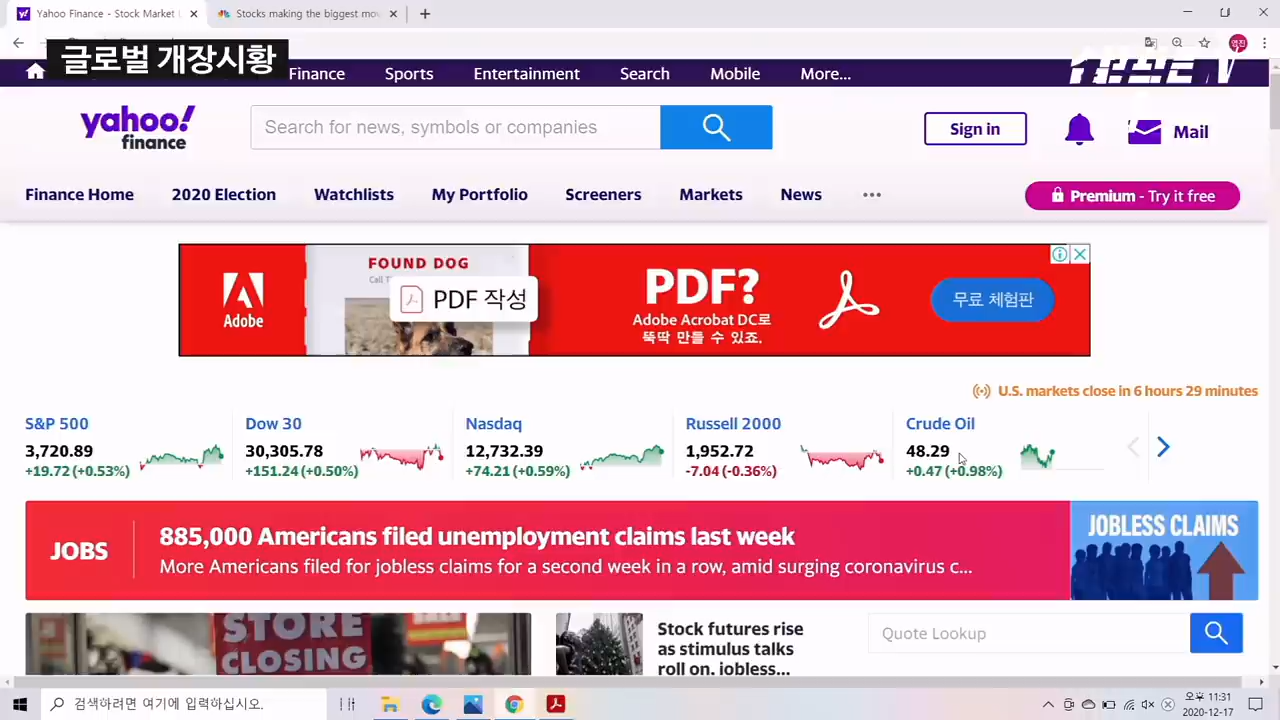 Yahoo Finance - Stock Market
Stocks making the biggest mo
글로벌 개장시황
Finance
Sports
Entertainment
Search
Mobile
More...
yahoo!
finance
Search for news, symbols or companies
Sign in
Mail
Finance Home
2020 Election
Watchlists
My Portfolio
Screeners
Markets
News
Premium - Try it free
Adobe
FOUND DOG
PDF 작성
PDF?
Adobe Acrobat DC로
뚝딱 만들 수 있죠.
무료 체험판
U.S. markets close in 6 hours 29 minutes
S&P 500
3,720.89
+19.72 (+0.53%)
Dow 30
30,305.78
+151.24 (+0.50%)
Nasdaq
12,732.39
+74.21 (+0.59%)
Russell 2000
1,952.72
-7.04 (-0.36%)
Crude Oil
48.29
+0.47 (+0.98%)
JOBS
885,000 Americans filed unemployment claims last week
More Americans filed for jobless claims for a second week in a row, amid surging coronavirus c...
JOBLESS CLAIMS
STORE
CLOSING
Stock futures rise
as stimulus talks
roll on, jobless...
Quote Lookup
검색하려면 여기에 입력하십시오.
오후 11:31
2020-12-17